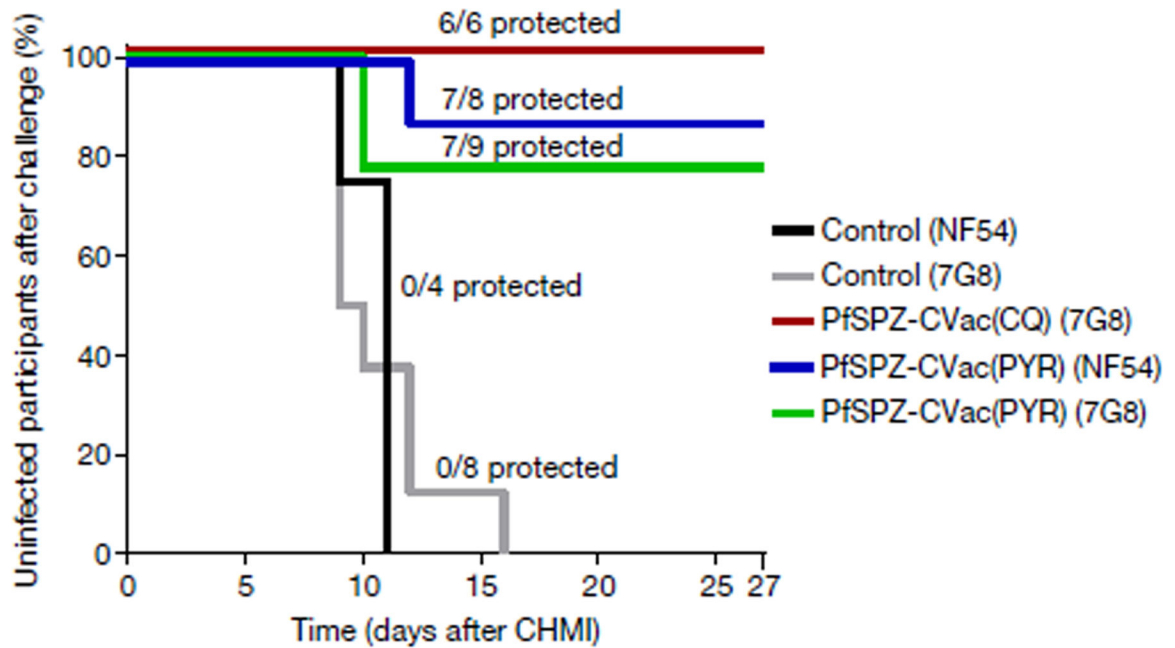 Uninfected participants after challenge (%)
100
80
60
40
20
0
6/6 protected
7/8 protected
7/9 protected
0/4 protected
0/8 protected
0 5 10 15 20 25 27
Time (days after CHMI)
Control (NF54)
Control (7G8)
PfSPZ-CVac(CQ) (7G8)
PfSPZ-CVac(PYR) (NF54)
PfSPZ-CVac(PYR) (7G8)